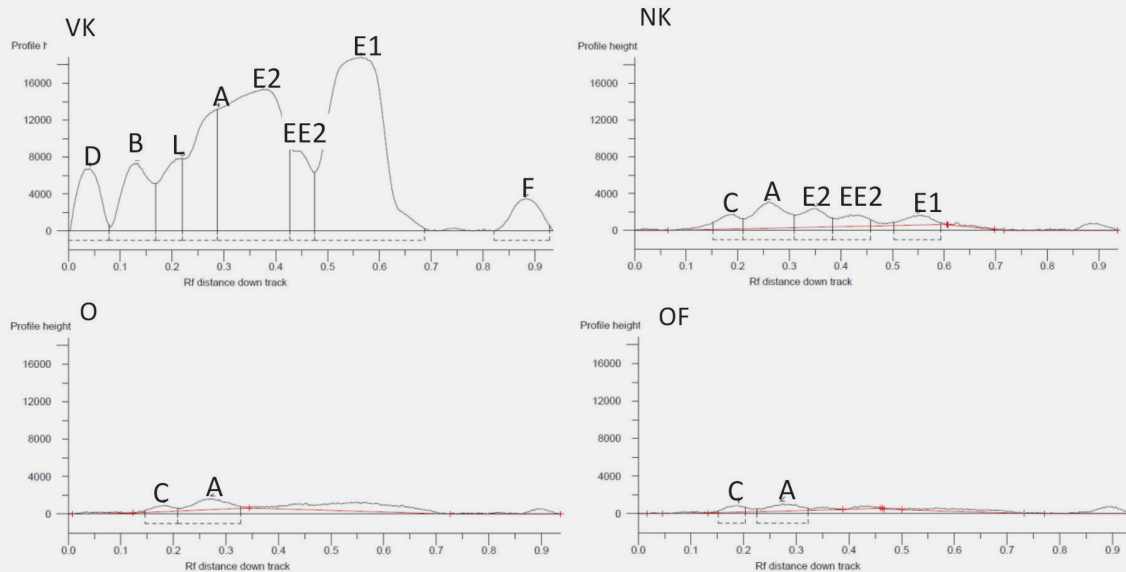 VK
Profile h
D B L A E2 EE2 E1 F
16000
12000
8000
4000
0
0.0 0.1 0.2 0.3 0.4 0.5 0.6 0.7 0.8 0.9
Rf distance down track
NK
Profile height
C A E2 EE2 E1
16000
12000
8000
4000
0
0.0 0.1 0.2 0.3 0.4 0.5 0.6 0.7 0.8 0.9
Rf distance down track
O
Profile height
C A
16000
12000
8000
4000
0
0.0 0.1 0.2 0.3 0.4 0.5 0.6 0.7 0.8 0.9
Rf distance down track
OF
Profile height
C A
16000
12000
8000
4000
0
0.0 0.1 0.2 0.3 0.4 0.5 0.6 0.7 0.8 0.9
Rf distance down track